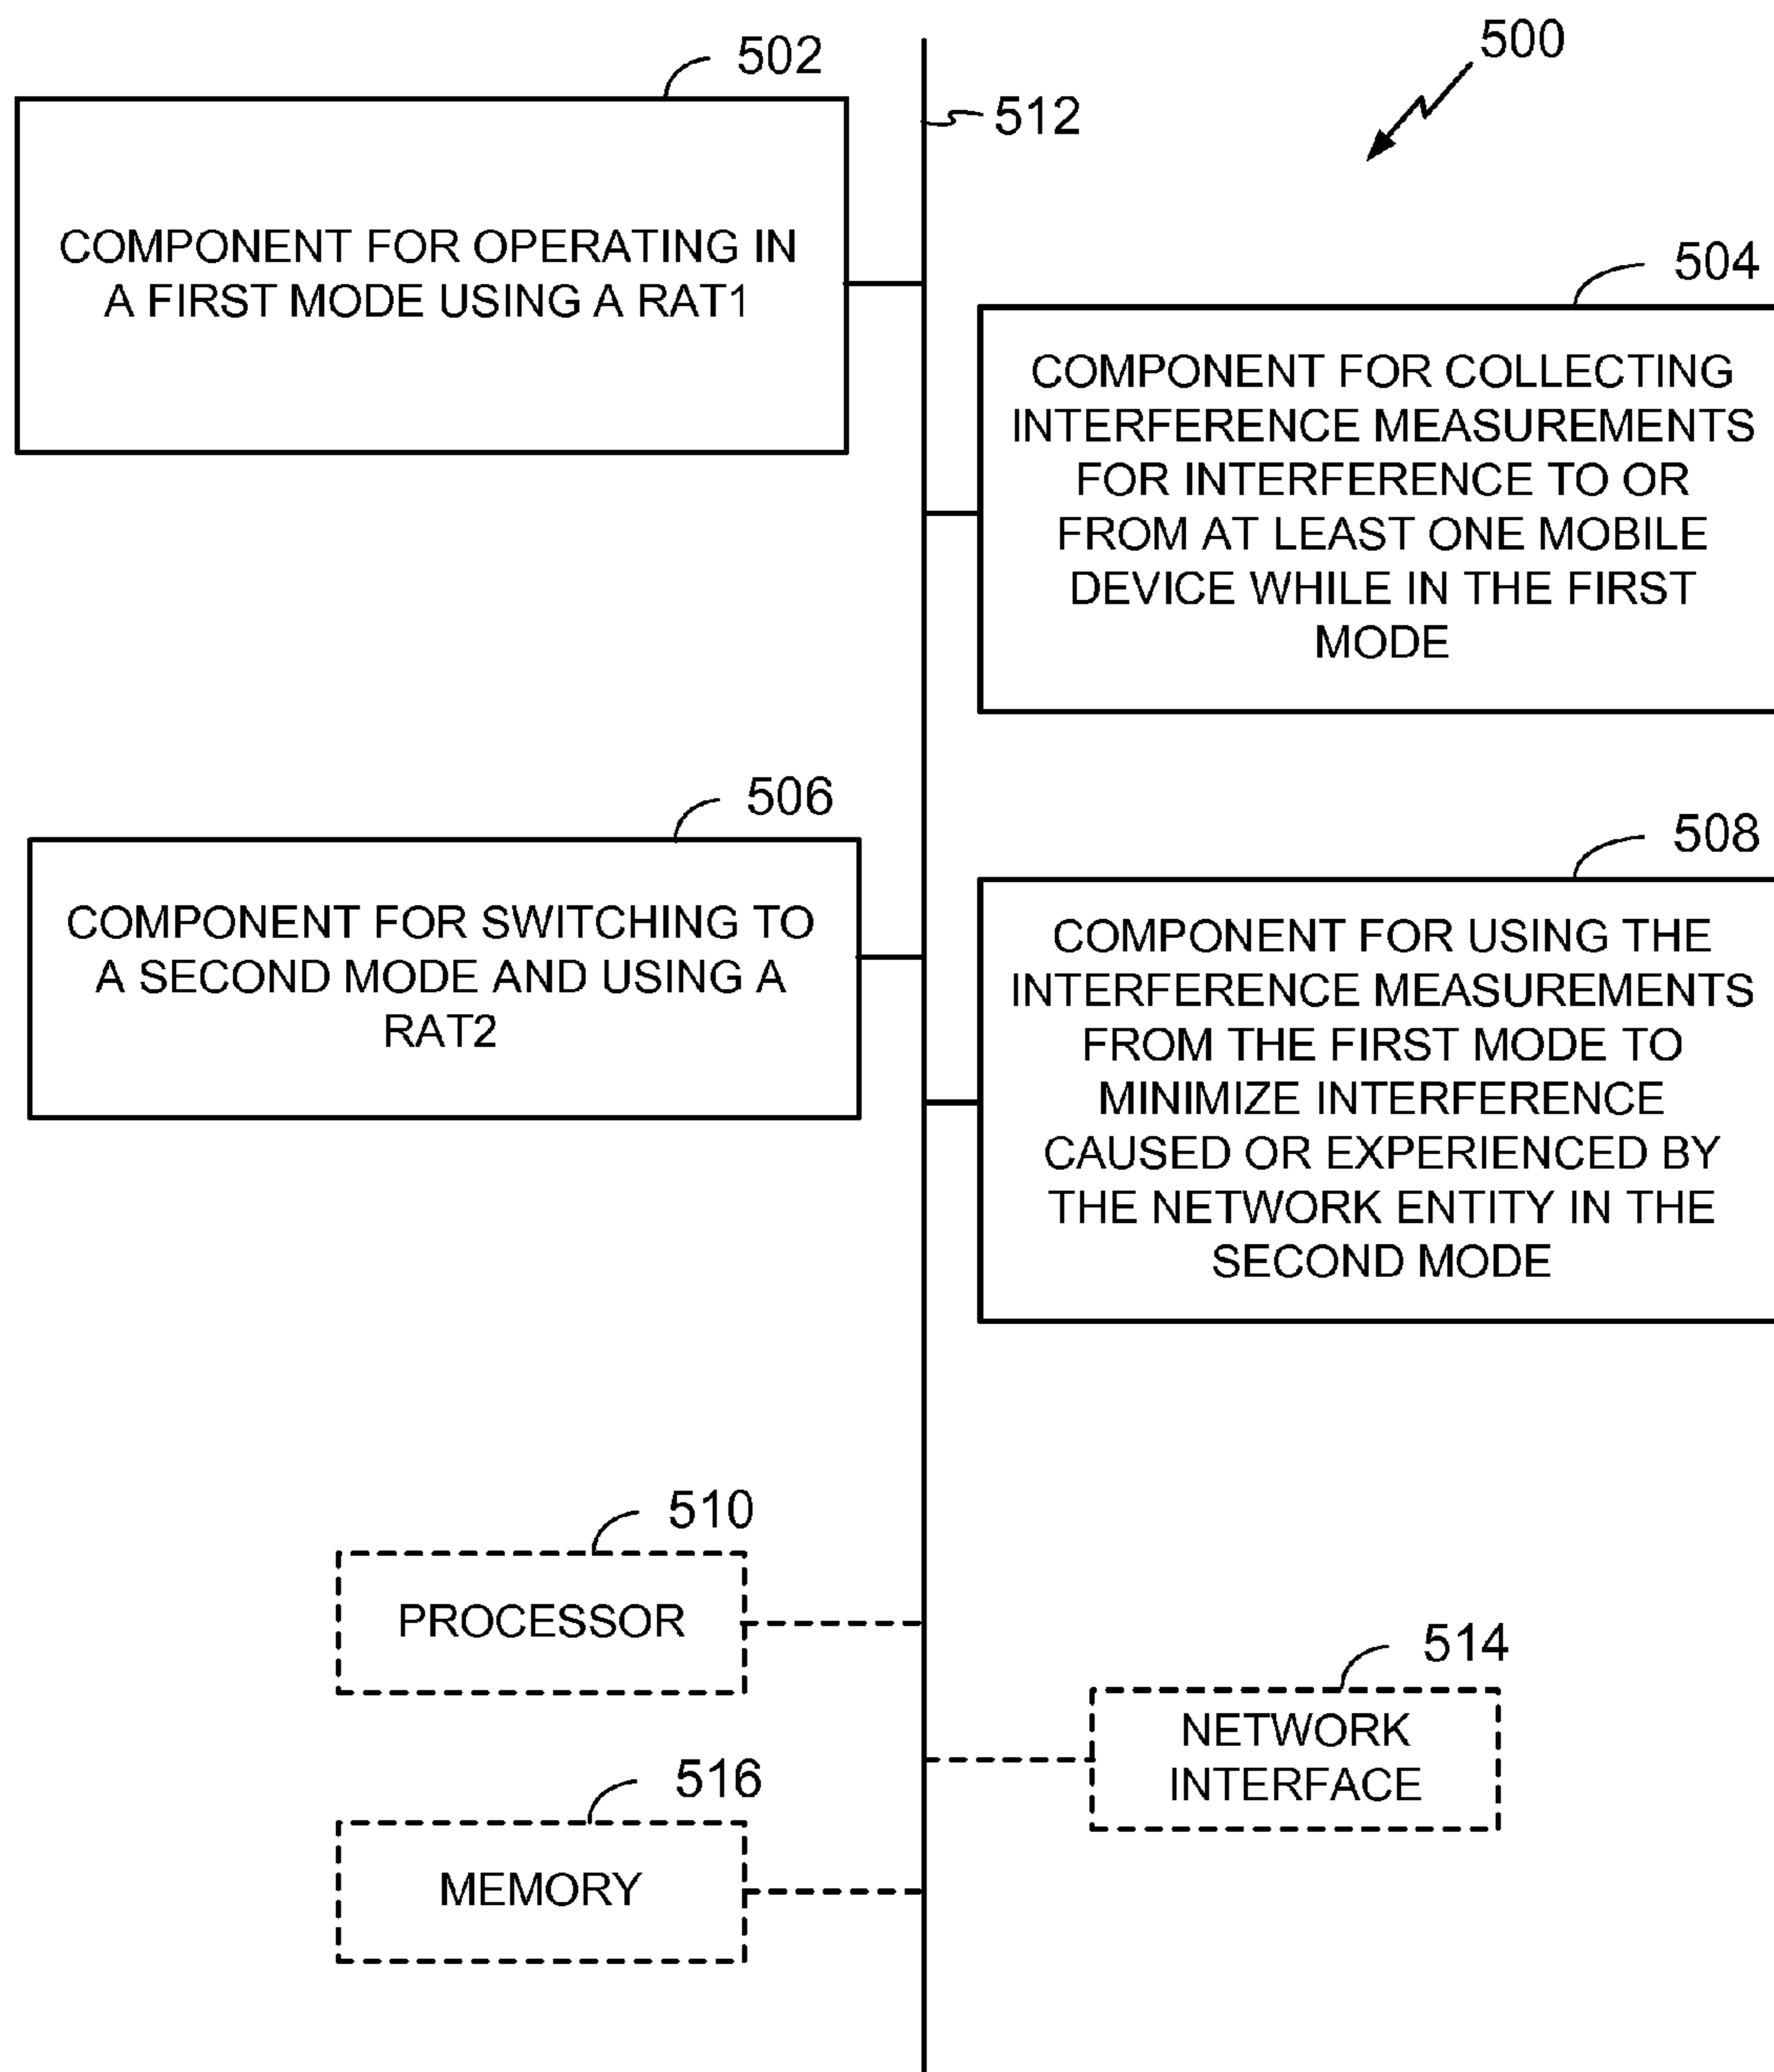 500
502
512
COMPONENT FOR OPERATING IN
A FIRST MODE USING A RAT1
504
COMPONENT FOR COLLECTING
INTERFERENCE MEASUREMENTS
FOR INTERFERENCE TO OR
FROM AT LEAST ONE MOBILE
DEVICE WHILE IN THE FIRST
MODE
506
COMPONENT FOR SWITCHING TO
A SECOND MODE AND USING A
RAT2
508
COMPONENT FOR USING THE
INTERFERENCE MEASUREMENTS
FROM THE FIRST MODE TO
MINIMIZE INTERFERENCE
CAUSED OR EXPERIENCED BY
THE NETWORK ENTITY IN THE
SECOND MODE
510
PROCESSOR
514
NETWORK
INTERFACE
516
MEMORY